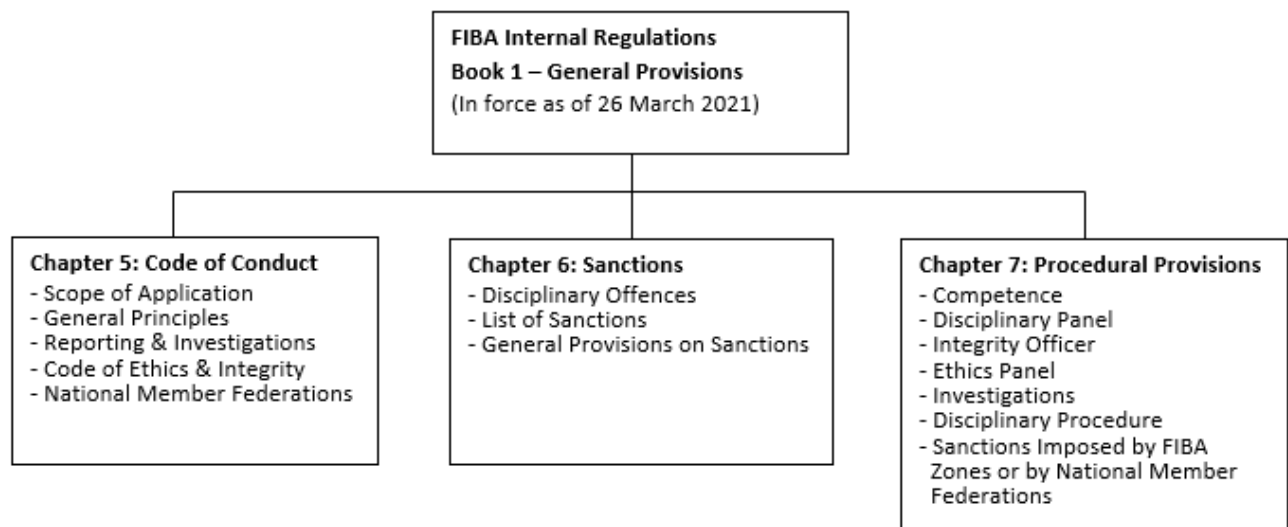 FIBA Internal Regulations
Book 1 – General Provisions
(In force as of 26 March 2021)
Chapter 5: Code of Conduct
- Scope of Application
- General Principles
- Reporting & Investigations
- Code of Ethics & Integrity
- National Member Federations
Chapter 6: Sanctions
- Disciplinary Offences
- List of Sanctions
- General Provisions on Sanctions
Chapter 7: Procedural Provisions
- Competence
- Disciplinary Panel
- Integrity Officer
- Ethics Panel
- Investigations
- Disciplinary Procedure
- Sanctions Imposed by FIBA
Zones or by National Member
Federations